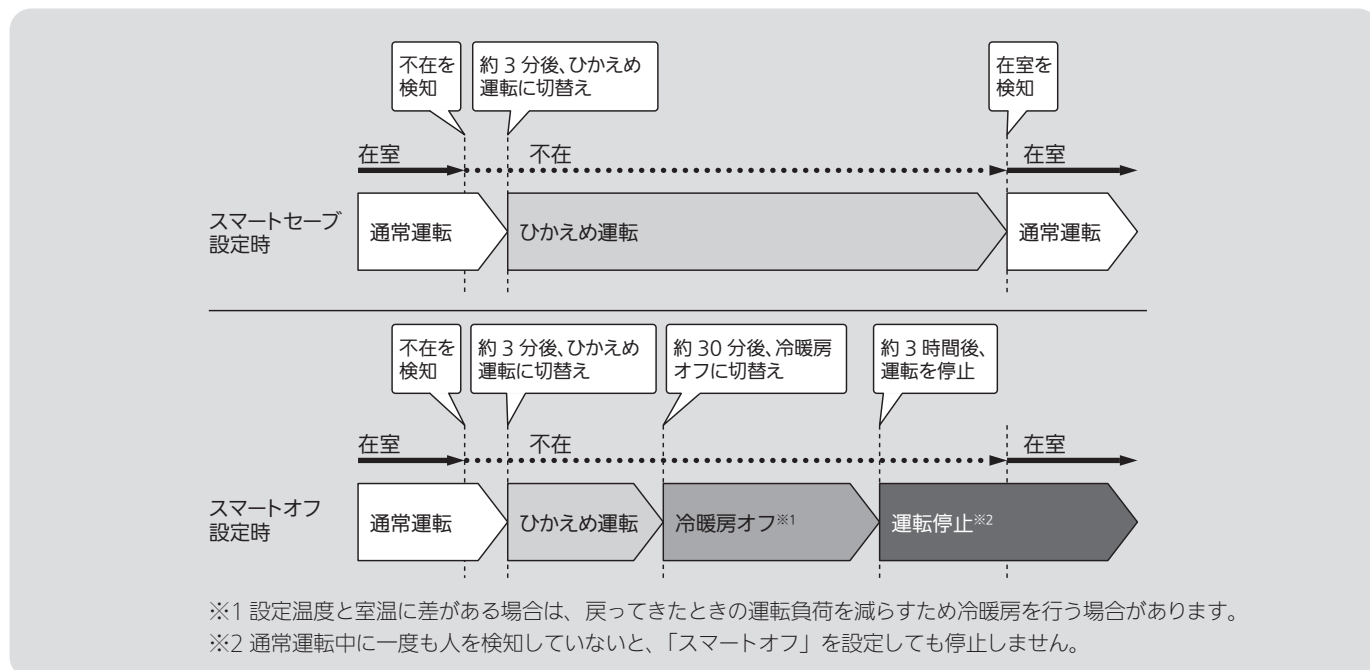 不在を
検知
約 3 分後、ひかえめ
運転に切替え
在室を
検知
在室
不在
在室
スマートセーブ
設定時
通常運転
ひかえめ運転
通常運転
不在を
検知
約 3 分後、ひかえめ
運転に切替え
約 30 分後、冷暖房
オフに切替え
約 3 時間後、
運転を停止
在室
不在
在室
スマートオフ
設定時
通常運転
ひかえめ運転
冷暖房オフ※1
運転停止※2
※1 設定温度と室温に差がある場合は、戻ってきたときの運転負荷を減らすため冷暖房を行う場合があります。
※2 通常運転中に一度も人を検知していないと、「スマートオフ」を設定しても停止しません。